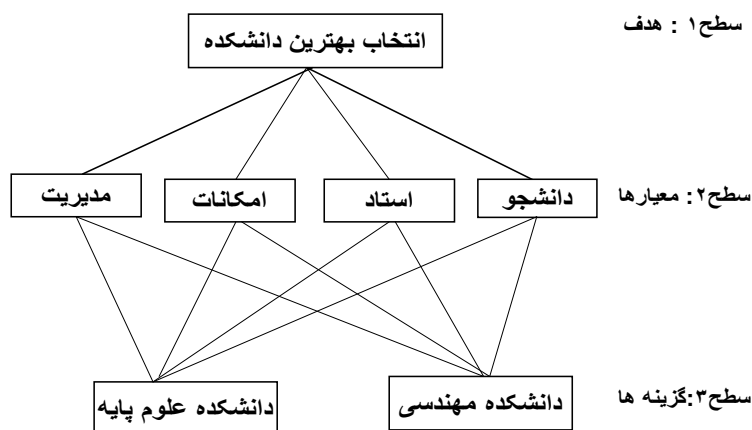 سطح۱ : هدف
انتخاب بهترین دانشکده
سطح۲: معیارها
دانشجو
استاد
امکانات
مدیریت
سطح۳:گزینه ها
دانشکده مهندسی
دانشکده علوم پایه